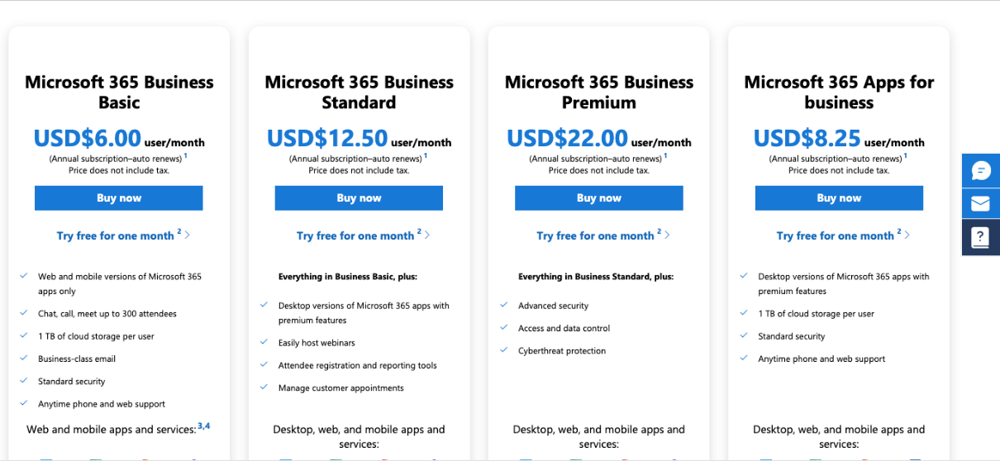 Microsoft 365 Business
Basic
USD$6.00 user/month
(Annual subscription–auto renews) 1
Price does not include tax.
Buy now
Try free for one month 2
Web and mobile versions of Microsoft 365
apps only
Chat, call, meet up to 300 attendees
1 TB of cloud storage per user
Business-class email
Standard security
Anytime phone and web support
Web and mobile apps and services:3,4
Microsoft 365 Business
Standard
USD$12.50 user/month
(Annual subscription–auto renews) 1
Price does not include tax.
Buy now
Try free for one month 2
Everything in Business Basic, plus:
Desktop versions of Microsoft 365 apps with
premium features
Easily host webinars
Attendee registration and reporting tools
Manage customer appointments
Desktop, web, and mobile apps and
services:
Microsoft 365 Business
Premium
USD$22.00 user/month
(Annual subscription–auto renews) 1
Price does not include tax.
Buy now
Try free for one month 2
Everything in Business Standard, plus:
Advanced security
Access and data control
Cyberthreat protection
Desktop, web, and mobile apps and
services:
Microsoft 365 Apps for
business
USD$8.25 user/month
(Annual subscription–auto renews) 1
Price does not include tax.
Buy now
Try free for one month 2
Desktop versions of Microsoft 365 apps with
premium features
1 TB of cloud storage per user
Standard security
Anytime phone and web support
Desktop, web, and mobile apps and
services:
?